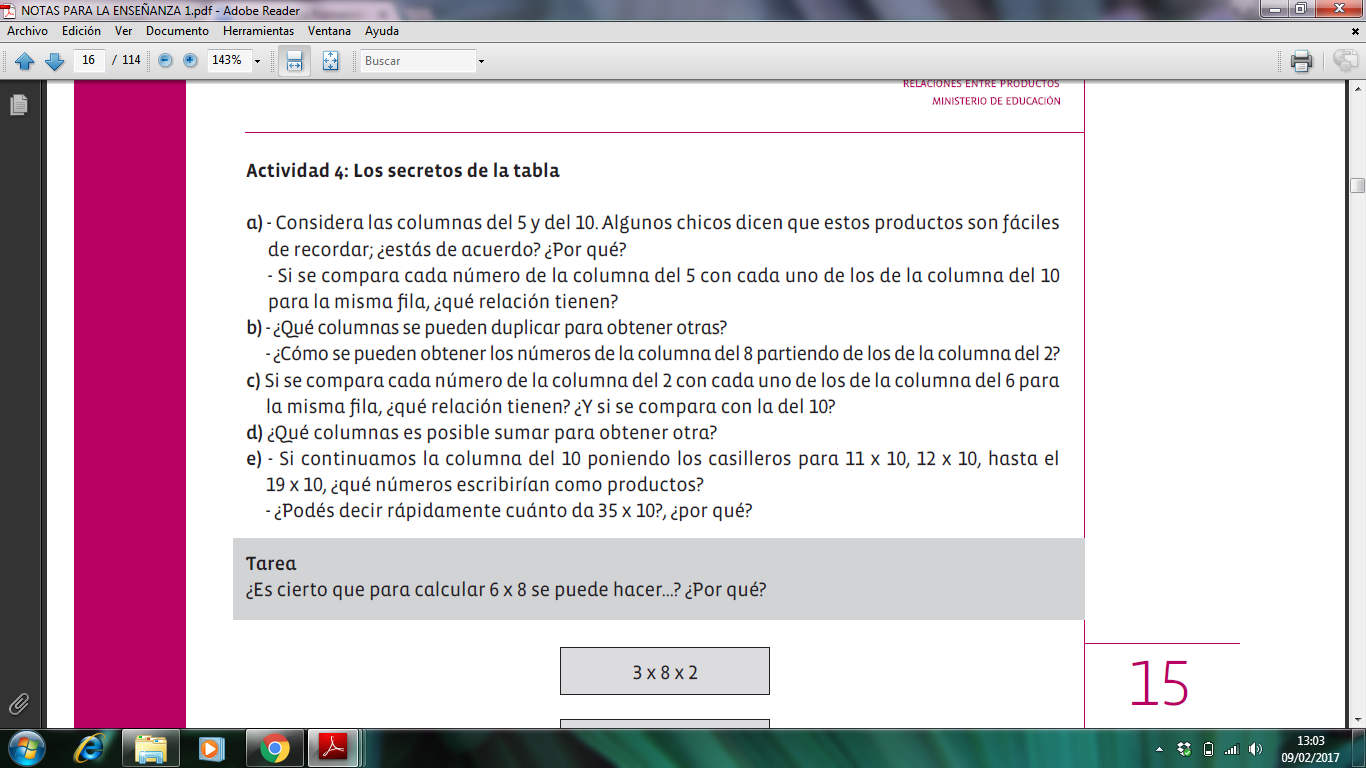 NOTAS PARA LA ENSEÑANZA 1.pdf - Adobe Reader
Archivo Edición Ver Documento Herramientas Ventana Ayuda
16 / 114 143% Buscar
RELACIONES ENTRE PRODUCTOS
MINISTERIO DE EDUCACIÓN
Actividad 4: Los secretos de la tabla
a) - Considera las columnas del 5 y del 10. Algunos chicos dicen que estos productos son fáciles
de recordar; ¿estás de acuerdo? ¿Por qué?
- Si se compara cada número de la columna del 5 con cada uno de los de la columna del 10
para la misma fila, ¿qué relación tienen?
b) - ¿Qué columnas se pueden duplicar para obtener otras?
- ¿Cómo se pueden obtener los números de la columna del 8 partiendo de los de la columna del 2?
c) Si se compara cada número de la columna del 2 con cada uno de los de la columna del 6 para
la misma fila, ¿qué relación tienen? ¿Y si se compara con la del 10?
d) ¿Qué columnas es posible sumar para obtener otra?
e) - Si continuamos la columna del 10 poniendo los casilleros para 11 x 10, 12 x 10, hasta el
19 x 10, ¿qué números escribirían como productos?
- ¿Podés decir rápidamente cuánto da 35 x 10?, ¿por qué?
Tarea
¿Es cierto que para calcular 6 x 8 se puede hacer...? ¿Por qué?
3 x 8 x 2
15
13:03
09/02/2017